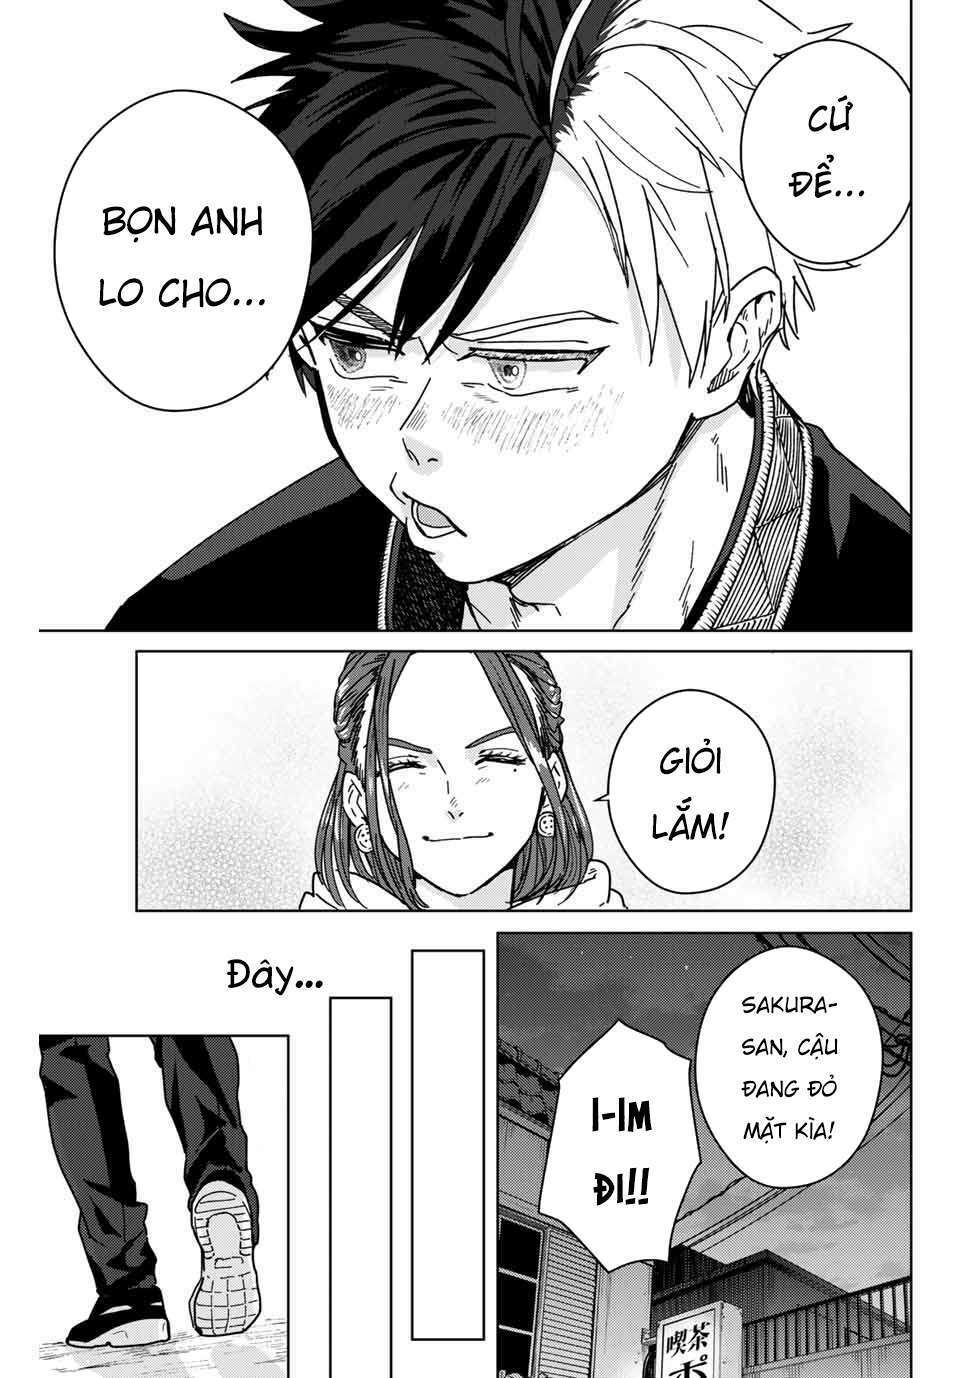 CỨ
ĐỂ...
BỌN ANH
LO CHO...
GIỎI
LẮM!
SAKURA-
SAN, CẬU
ĐANG ĐỎ
MẶT KÌA!
I-IM
ĐI!!
喫茶
ポ
Đây...